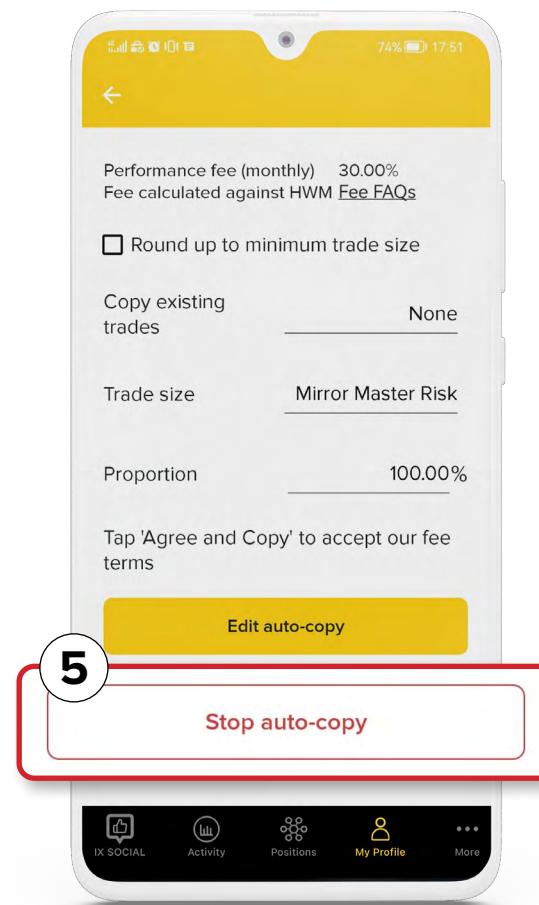 74% 17:51
Performance fee (monthly) 30.00%
Fee calculated against HWM Fee FAQs
Round up to minimum trade size
Copy existing
trades
None
Trade size Mirror Master Risk
Proportion 100.00%
Tap 'Agree and Copy' to accept our fee
terms
Edit auto-copy
5
Stop auto-copy
IX SOCIAL Activity Positions My Profile More